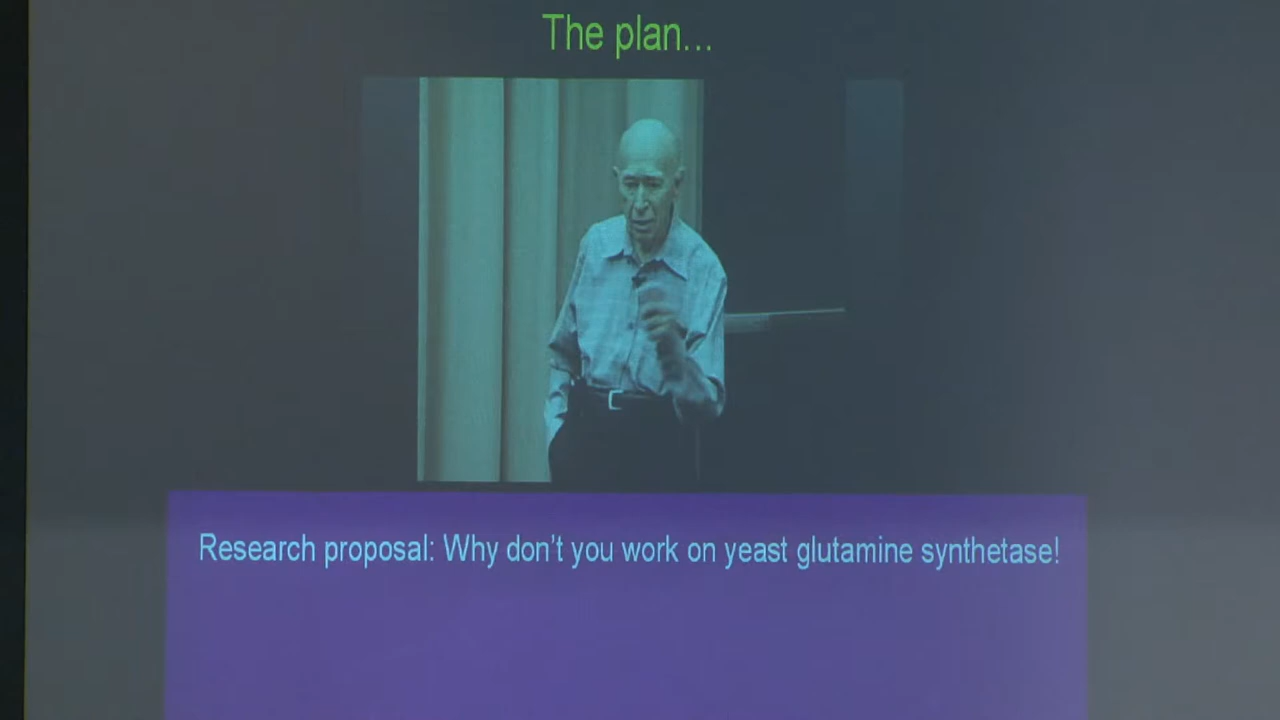 The plan...
Research proposal: Why don't you work on yeast glutamine synthetase!